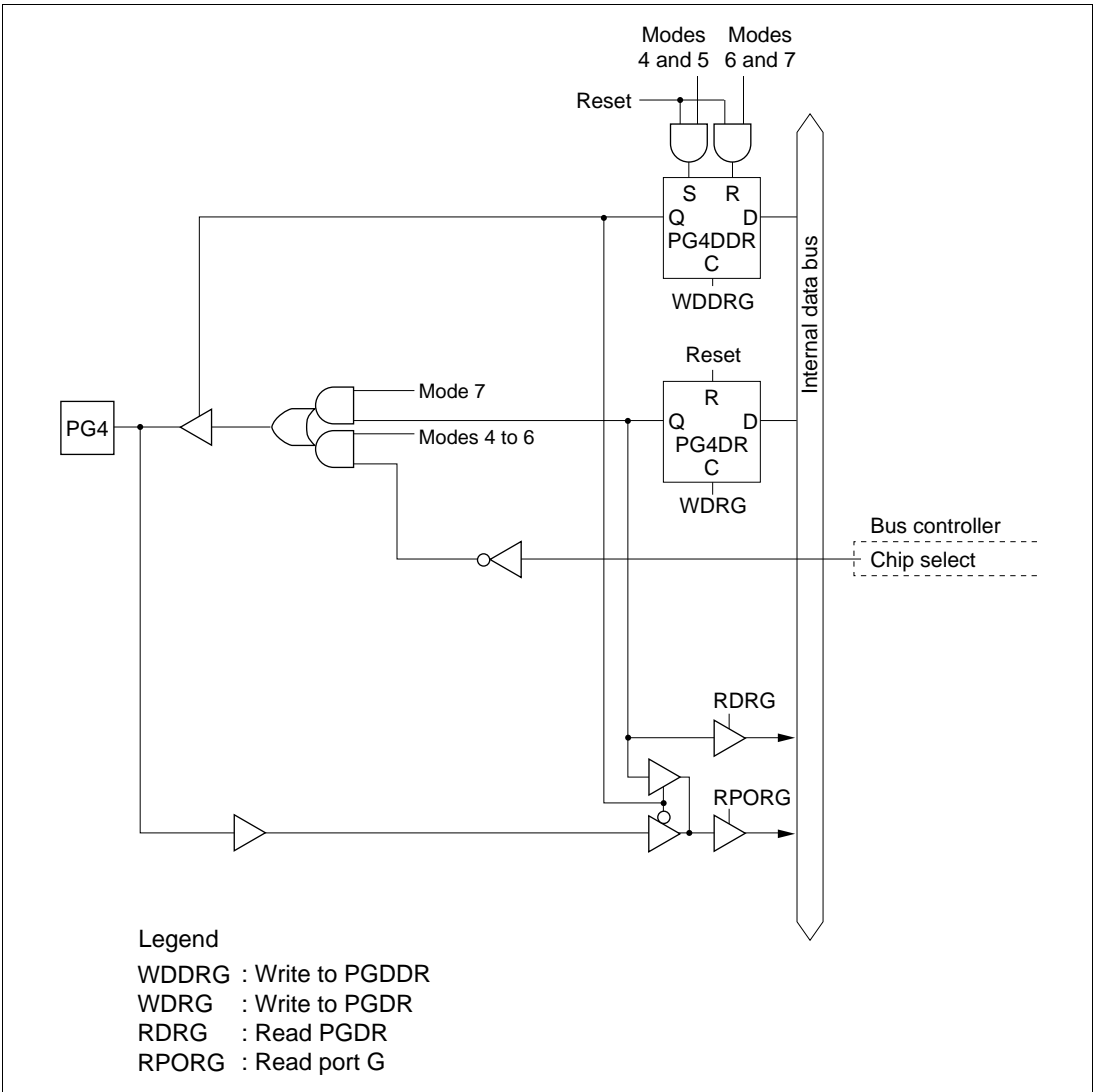 Modes
4 and 5
Modes
6 and 7
Reset
S R
Q D
PG4DDR
C
WDDRG
Internal data bus
Reset
R
Q D
PG4DR
C
WDRG
Mode 7
PG4
Modes 4 to 6
Bus controller
Chip select
RDRG
RPORG
Legend
WDDRG : Write to PGDDR
WDRG : Write to PGDR
RDRG : Read PGDR
RPORG : Read port G